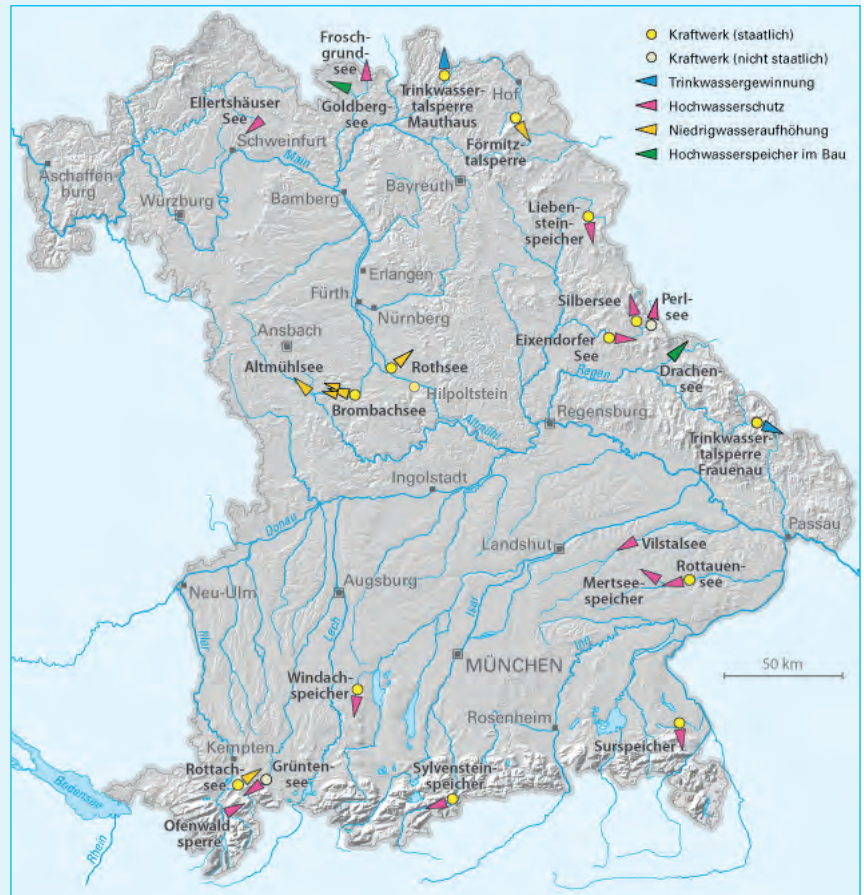 Kraftwerk (staatlich)
Kraftwerk (nicht staatlich)
Trinkwassergewinnung
Hochwasserschutz
Niedrigwasseraufhöhung
Hochwasserspeicher im Bau
Frosch-
grund-
see
Goldberg-
see
Trinkwasser-
talsperre
Mauthaus
Hof
Förmitz-
talsperre
Ellertshäuser
See
Schweinfurt
Main
Aschaffen-
burg
Würzburg
Bamberg
Bayreuth
Lieben-
stein-
speicher
Erlangen
Fürth
Nürnberg
Silbersee
Perl-
see
Eixendorfer
See
Drachen-
see
Ansbach
Altmühlsee
Rothsee
Hilpoltstein
Brombachsee
Altmühl
Regen
Regensburg
Trinkwasser-
talsperre
Frauenau
Ingolstadt
Donau
Passau
Landshut
Vilstalsee
Rottauen-
see
Mertsee-
speicher
Neu-Ulm
Augsburg
Iller
Lech
Isar
Inn
MÜNCHEN
50 km
Windach-
speicher
Rosenheim
Surspeicher
Kempten
Rottach-
see
Grünten-
see
Sylvenstein-
speicher
Ofenwald-
sperre
Bodensee
Rhein